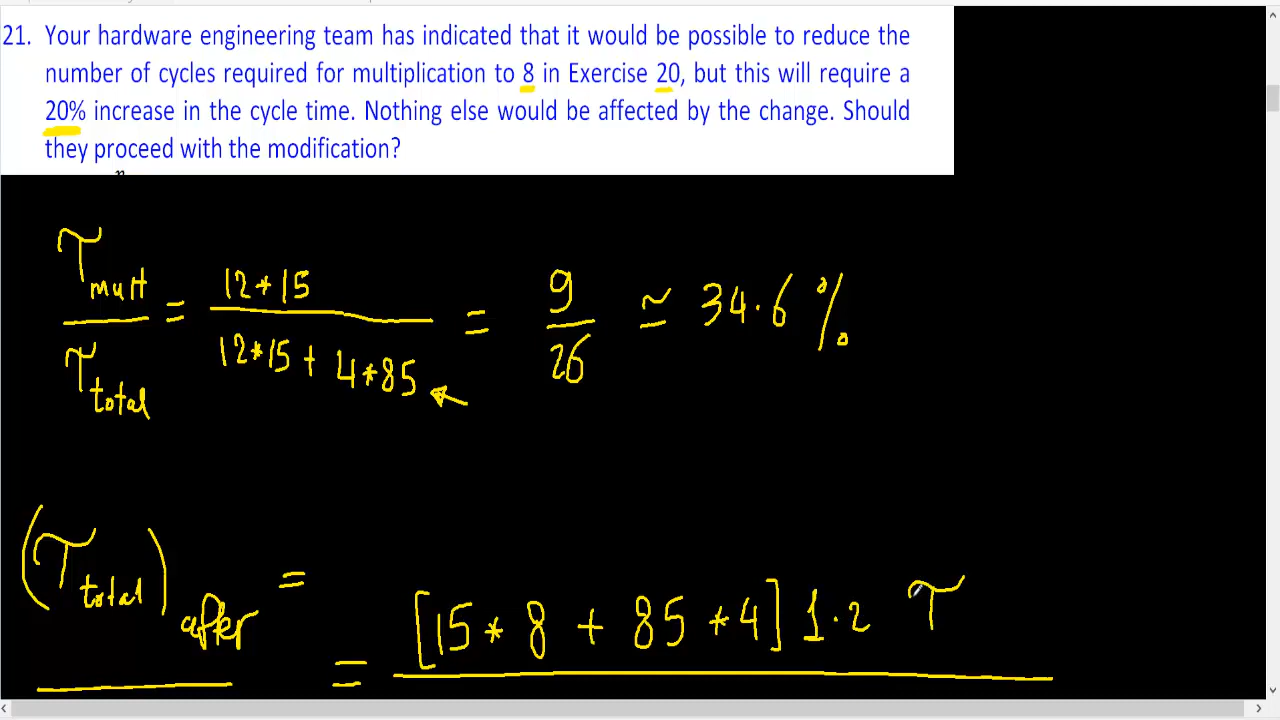 21. Your hardware engineering team has indicated that it would be possible to reduce the
number of cycles required for multiplication to 8 in Exercise 20, but this will require a
20% increase in the cycle time. Nothing else would be affected by the change. Should
they proceed with the modification?
T mult / T total = 12*15 / 12*15 + 4*85 = 9/26 ≃ 34.6 %
(T total) after =
= [15 * 8 + 85 * 4] 1.2 T